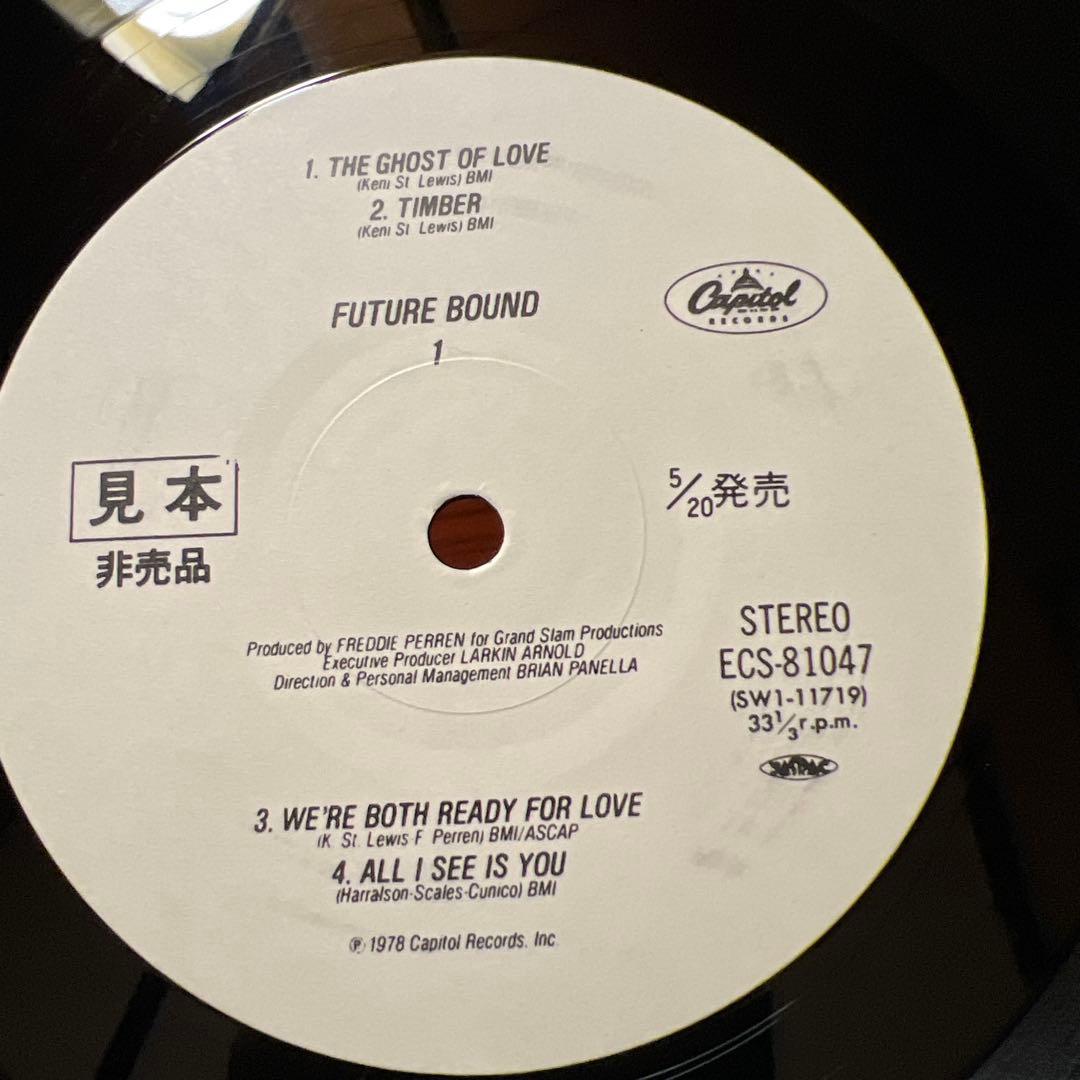 1. THE GHOST OF LOVE
(Keni St. Lewis) BMI
2. TIMBER
(Keni St. Lewis) BMI
FUTURE BOUND
1
Capitol
RECORDS
見本
非売品
5/20発売
Produced by FREDDIE PERREN for Grand Slam Productions
Executive Producer LARKIN ARNOLD
Direction & Personal Management BRIAN PANELLA
STEREO
ECS-81047
(SW1-11719)
33 1/3 r.p.m.
3. WE'RE BOTH READY FOR LOVE
(K. St. Lewis F. Perren) BMI/ASCAP
4. ALL I SEE IS YOU
(Harralson-Scales-Cunico) BMI
℗ 1978 Capitol Records, Inc.